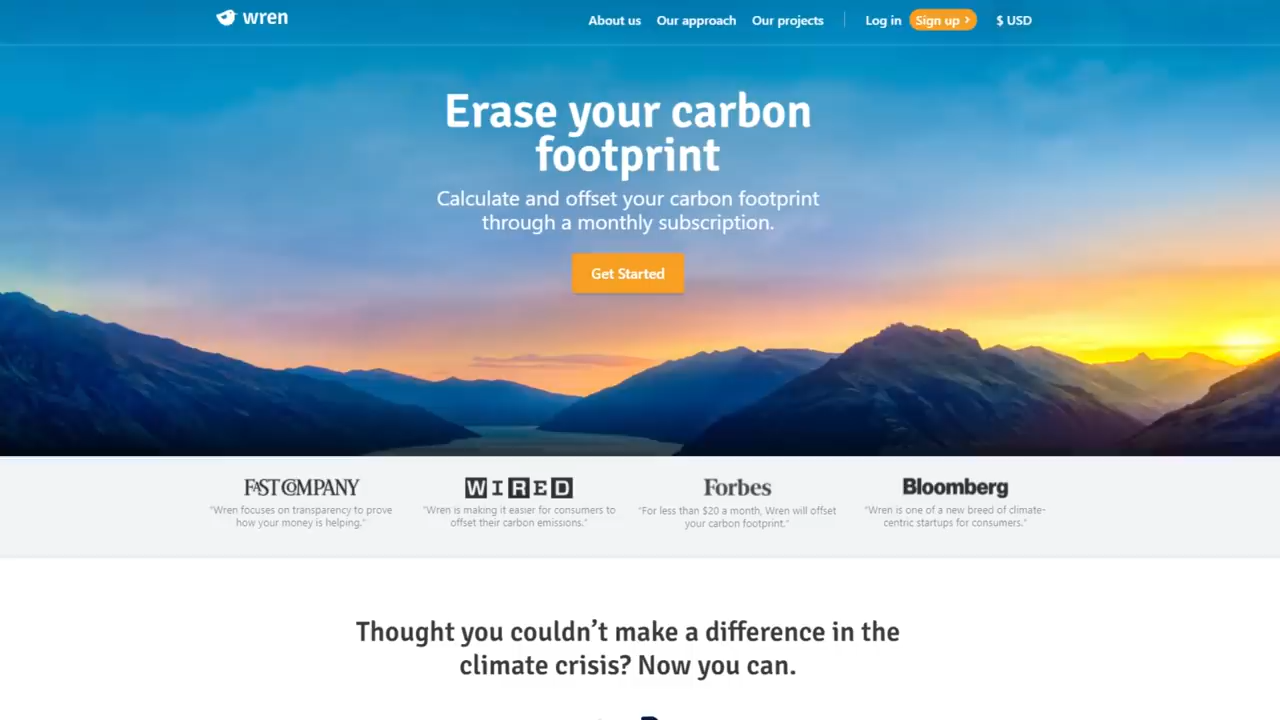 wren
About us Our approach Our projects Log in Sign up > $ USD
Erase your carbon
footprint
Calculate and offset your carbon footprint
through a monthly subscription.
Get Started
FAST COMPANY
"Wren focuses on transparency to prove
how your money is helping."
WIRED
"Wren is making it easier for consumers to
offset their carbon emissions."
Forbes
"For less than $20 a month, Wren will offset
your carbon footprint."
Bloomberg
"Wren is one of a new breed of climate-
centric startups for consumers."
Thought you couldn’t make a difference in the
climate crisis? Now you can.